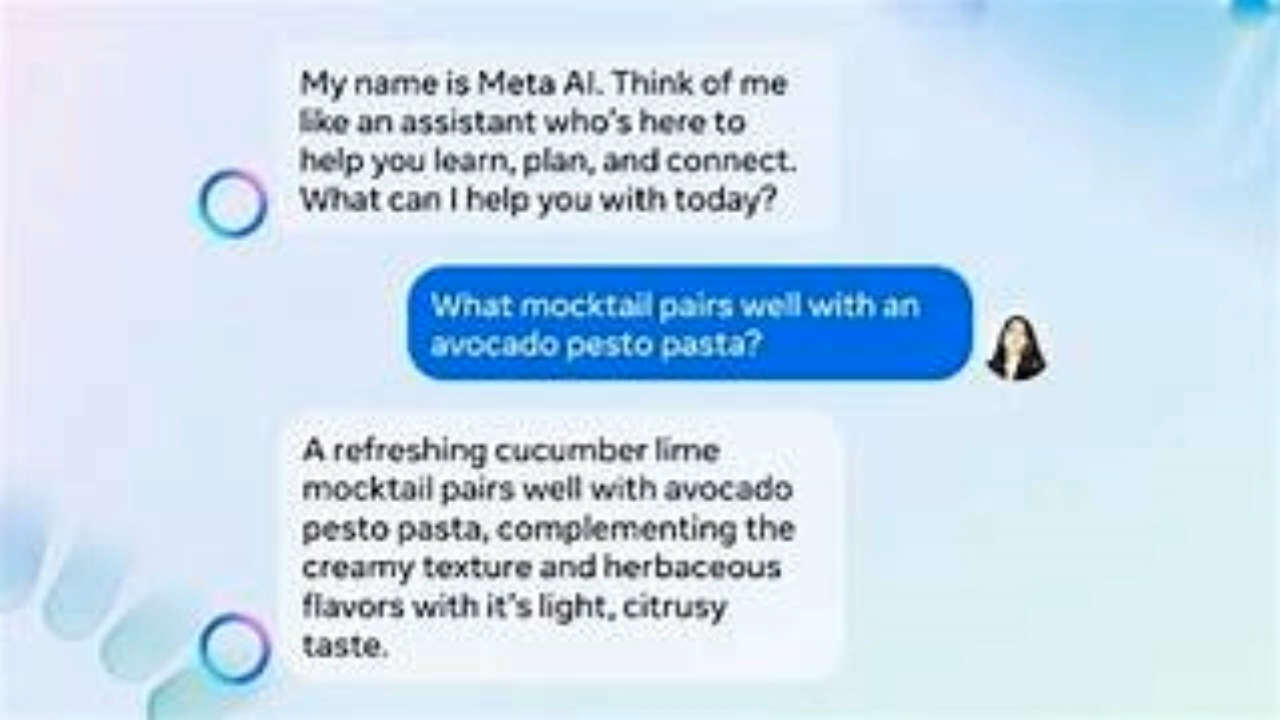 My name is Meta AI. Think of me
like an assistant who's here to
help you learn, plan, and connect.
What can I help you with today?
What mocktail pairs well with an
avocado pesto pasta?
A refreshing cucumber lime
mocktail pairs well with avocado
pesto pasta, complementing the
creamy texture and herbaceous
flavors with it's light, citrusy
taste.